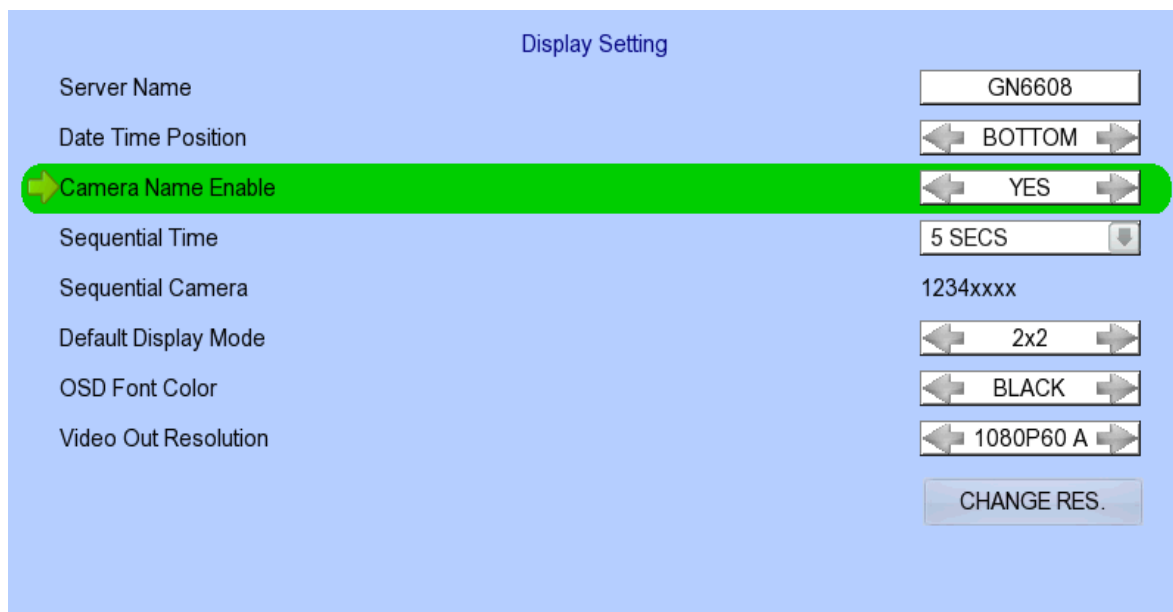 Display Setting
Server Name GN6608
Date Time Position BOTTOM
Camera Name Enable YES
Sequential Time 5 SECS
Sequential Camera 1234xxxx
Default Display Mode 2x2
OSD Font Color BLACK
Video Out Resolution 1080P60 A
CHANGE RES.